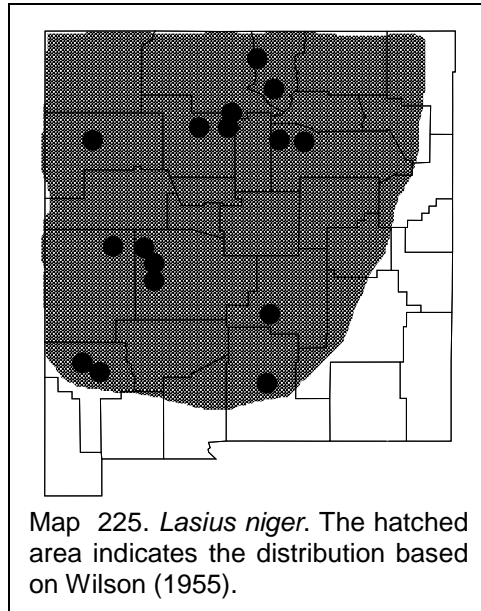 Map 225. Lasius niger. The hatched
area indicates the distribution based
on Wilson (1955).